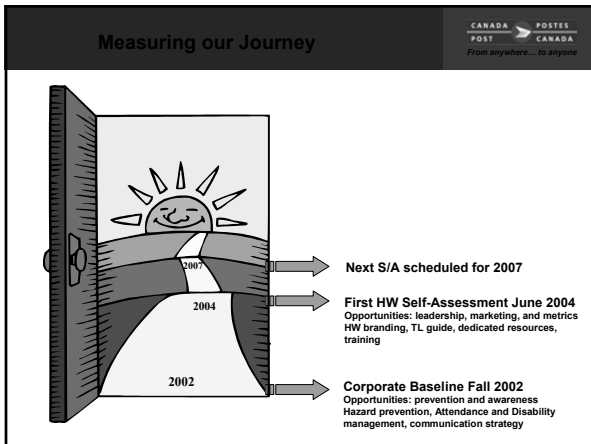 Measuring our Journey
CANADA POSTES
POST CANADA
From anywhere... to anyone
2007
Next S/A scheduled for 2007
2004
First HW Self-Assessment June 2004
Opportunities: leadership, marketing, and metrics
HW branding, TL guide, dedicated resources,
training
2002
Corporate Baseline Fall 2002
Opportunities: prevention and awareness
Hazard prevention, Attendance and Disability
management, communication strategy